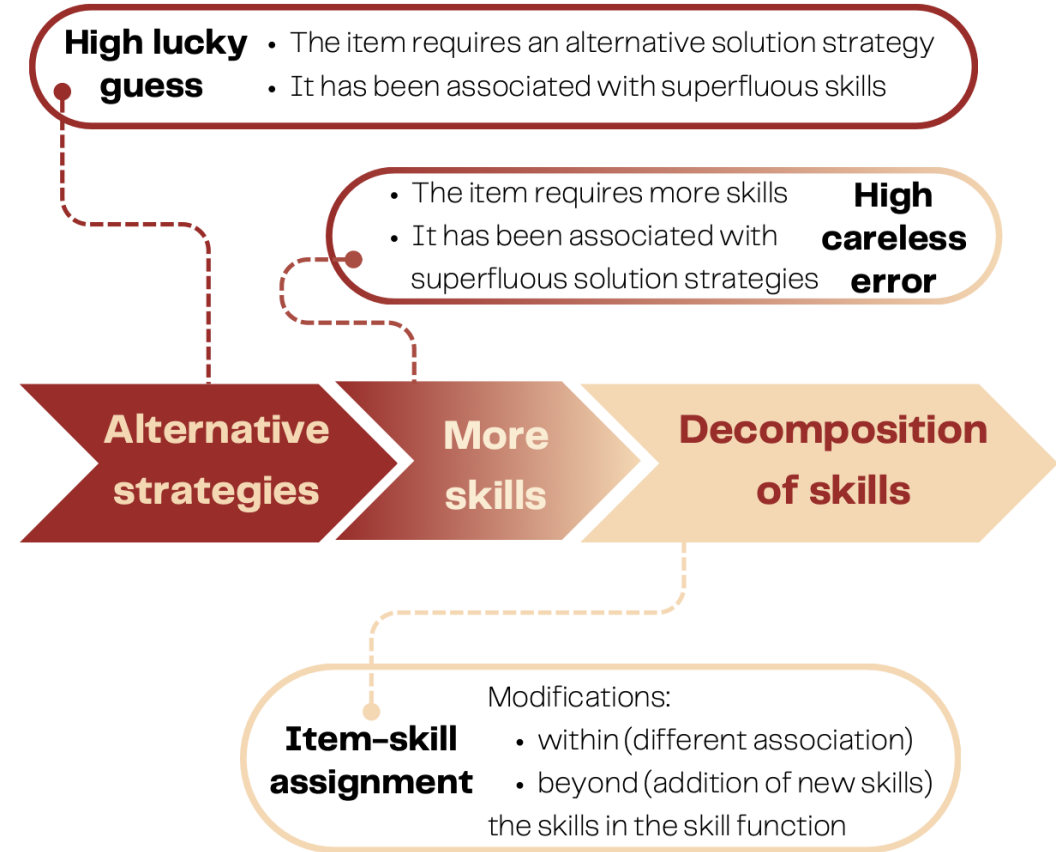 High lucky guess
• The item requires an alternative solution strategy
• It has been associated with superfluous skills
• The item requires more skills
• It has been associated with
superfluous solution strategies
High
careless
error
Alternative
strategies
More
skills
Decomposition
of skills
Item-skill
assignment
Modifications:
• within (different association)
• beyond (addition of new skills)
the skills in the skill function